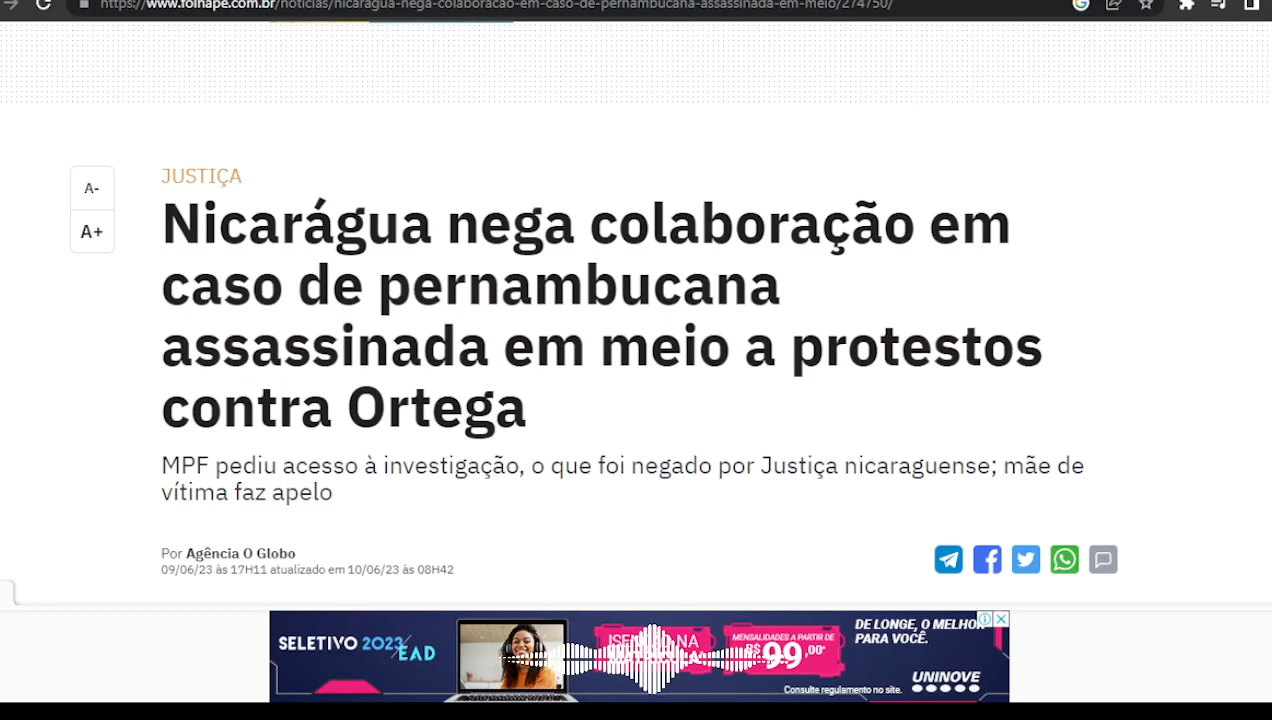 https://www.folhape.com.br/noticias/nicaragua-nega-colaboracao-em-caso-de-pernambucana-assassinada-em-meio/274750/
A-
A+
JUSTIÇA
Nicarágua nega colaboração em
caso de pernambucana
assassinada em meio a protestos
contra Ortega
MPF pediu acesso à investigação, o que foi negado por Justiça nicaraguense; mãe de
vítima faz apelo
Por Agência O Globo
09/06/23 às 17H11 atualizado em 10/06/23 às 08H42
SELETIVO 2023
EAD
NA
MENSALIDADES A PARTIR DE
R$ 99,00*
DE LONGE, O MELHOR
PARA VOCÊ.
Consulte regulamento no site.
UNINOVE